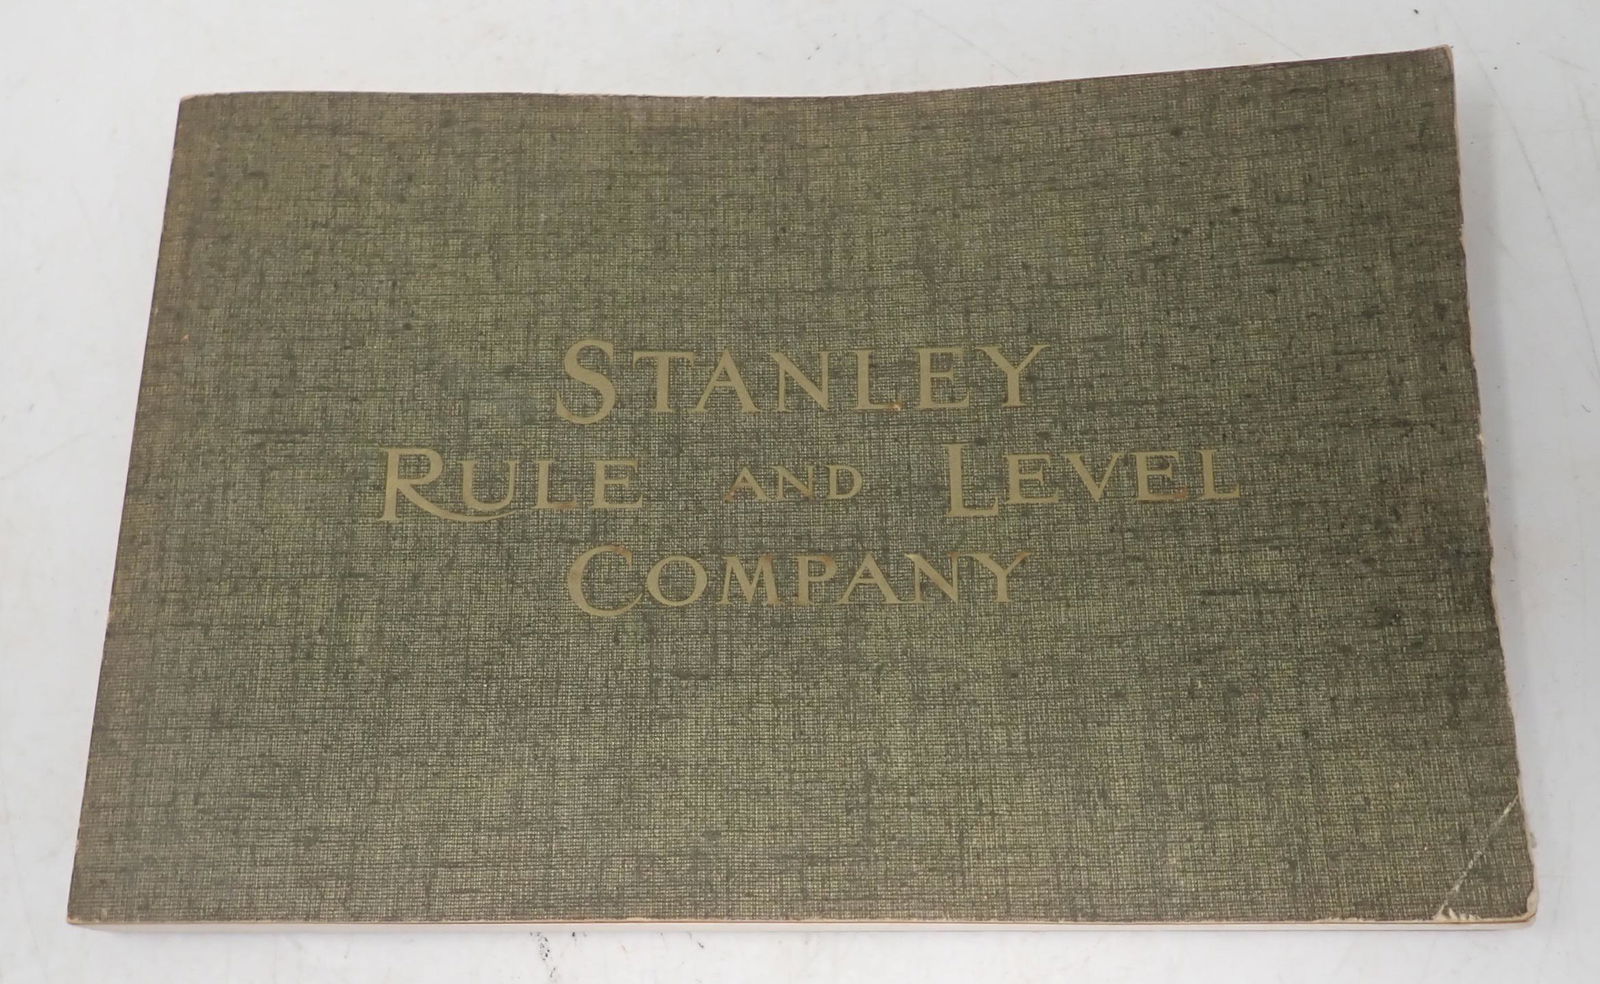 STANLEY
RULE AND LEVEL
COMPANY